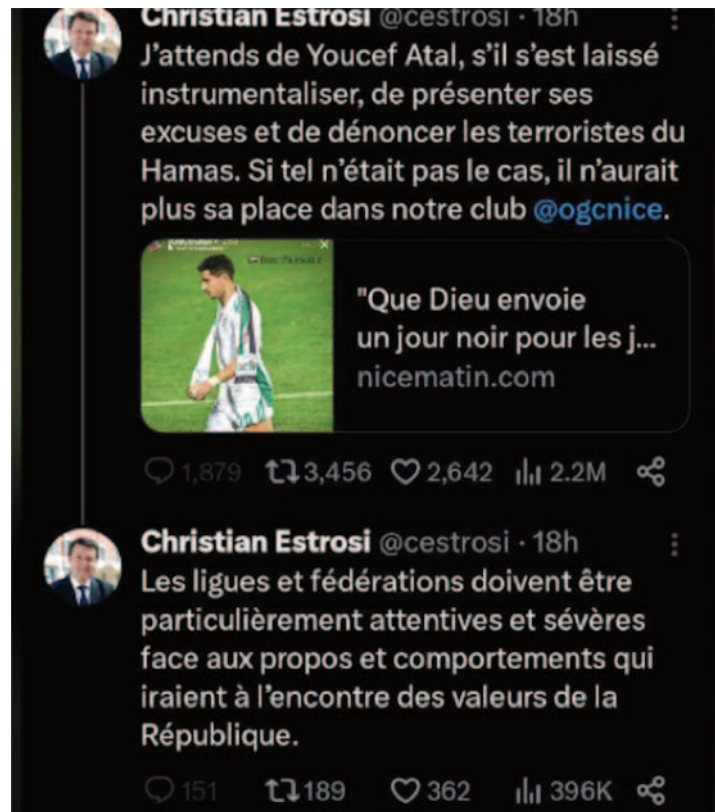 Christian Estrosi @cestrosi · 18h
J'attends de Youcef Atal, s'il s'est laissé
instrumentaliser, de présenter ses
excuses et de dénoncer les terroristes du
Hamas. Si tel n'était pas le cas, il n'aurait
plus sa place dans notre club @ogcnice.
"Que Dieu envoie
un jour noir pour les j...
nicematin.com
1,879 3,456 2,642 2.2M
Christian Estrosi @cestrosi · 18h
Les ligues et fédérations doivent être
particulièrement attentives et sévères
face aux propos et comportements qui
iraient à l'encontre des valeurs de la
République.
151 189 362 396K